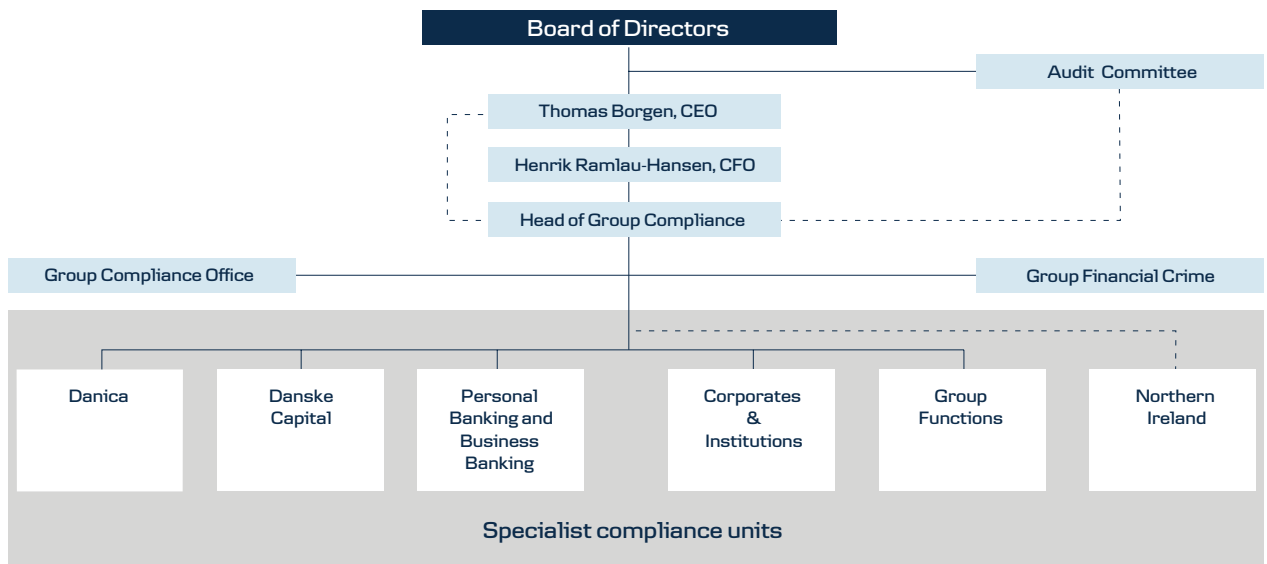 Board of Directors
Audit Committee
Thomas Borgen, CEO
Henrik Ramlau-Hansen, CFO
Head of Group Compliance
Group Compliance Office
Group Financial Crime
Danica
Danske
Capital
Personal
Banking and
Business
Banking
Corporates
&
Institutions
Group
Functions
Northern
Ireland
Specialist compliance units